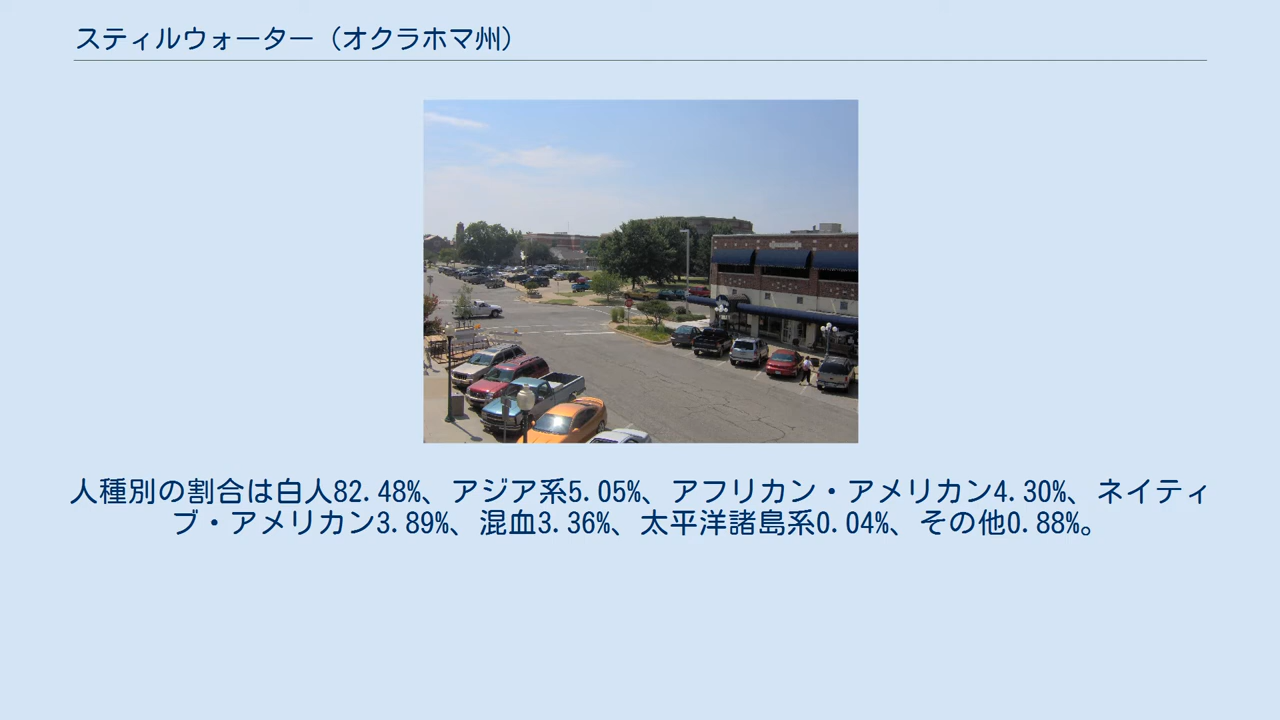 スティルウォーター（オクラホマ州）
人種別の割合は白人82.48%、アジア系5.05%、アフリカン・アメリカン4.30%、ネイティ
ブ・アメリカン3.89%、混血3.36%、太平洋諸島系0.04%、その他0.88%。